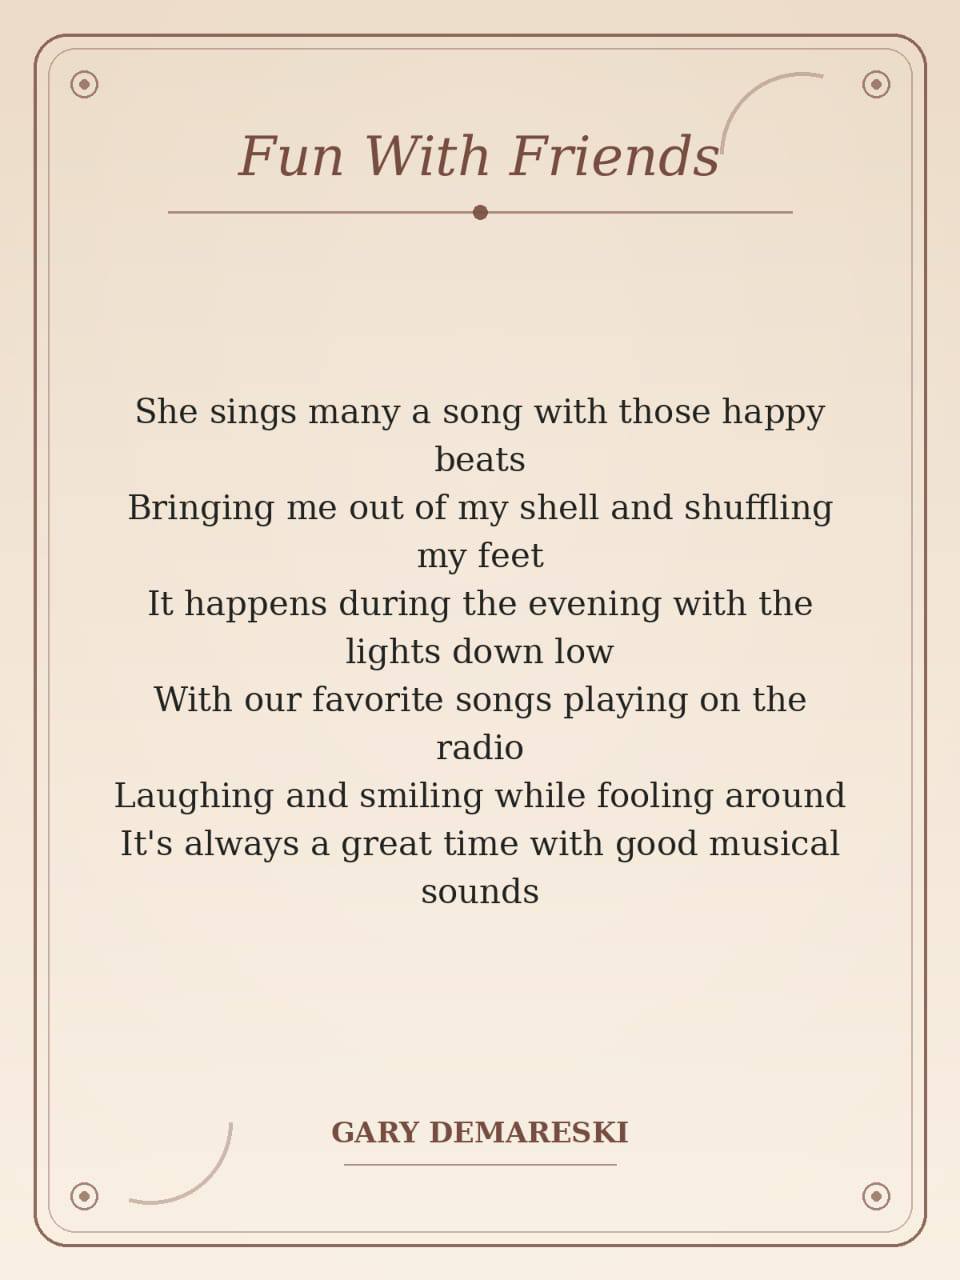 Fun With Friends
She sings many a song with those happy
beats
Bringing me out of my shell and shuffling
my feet
It happens during the evening with the
lights down low
With our favorite songs playing on the
radio
Laughing and smiling while fooling around
It's always a great time with good musical
sounds
GARY DEMARESKI